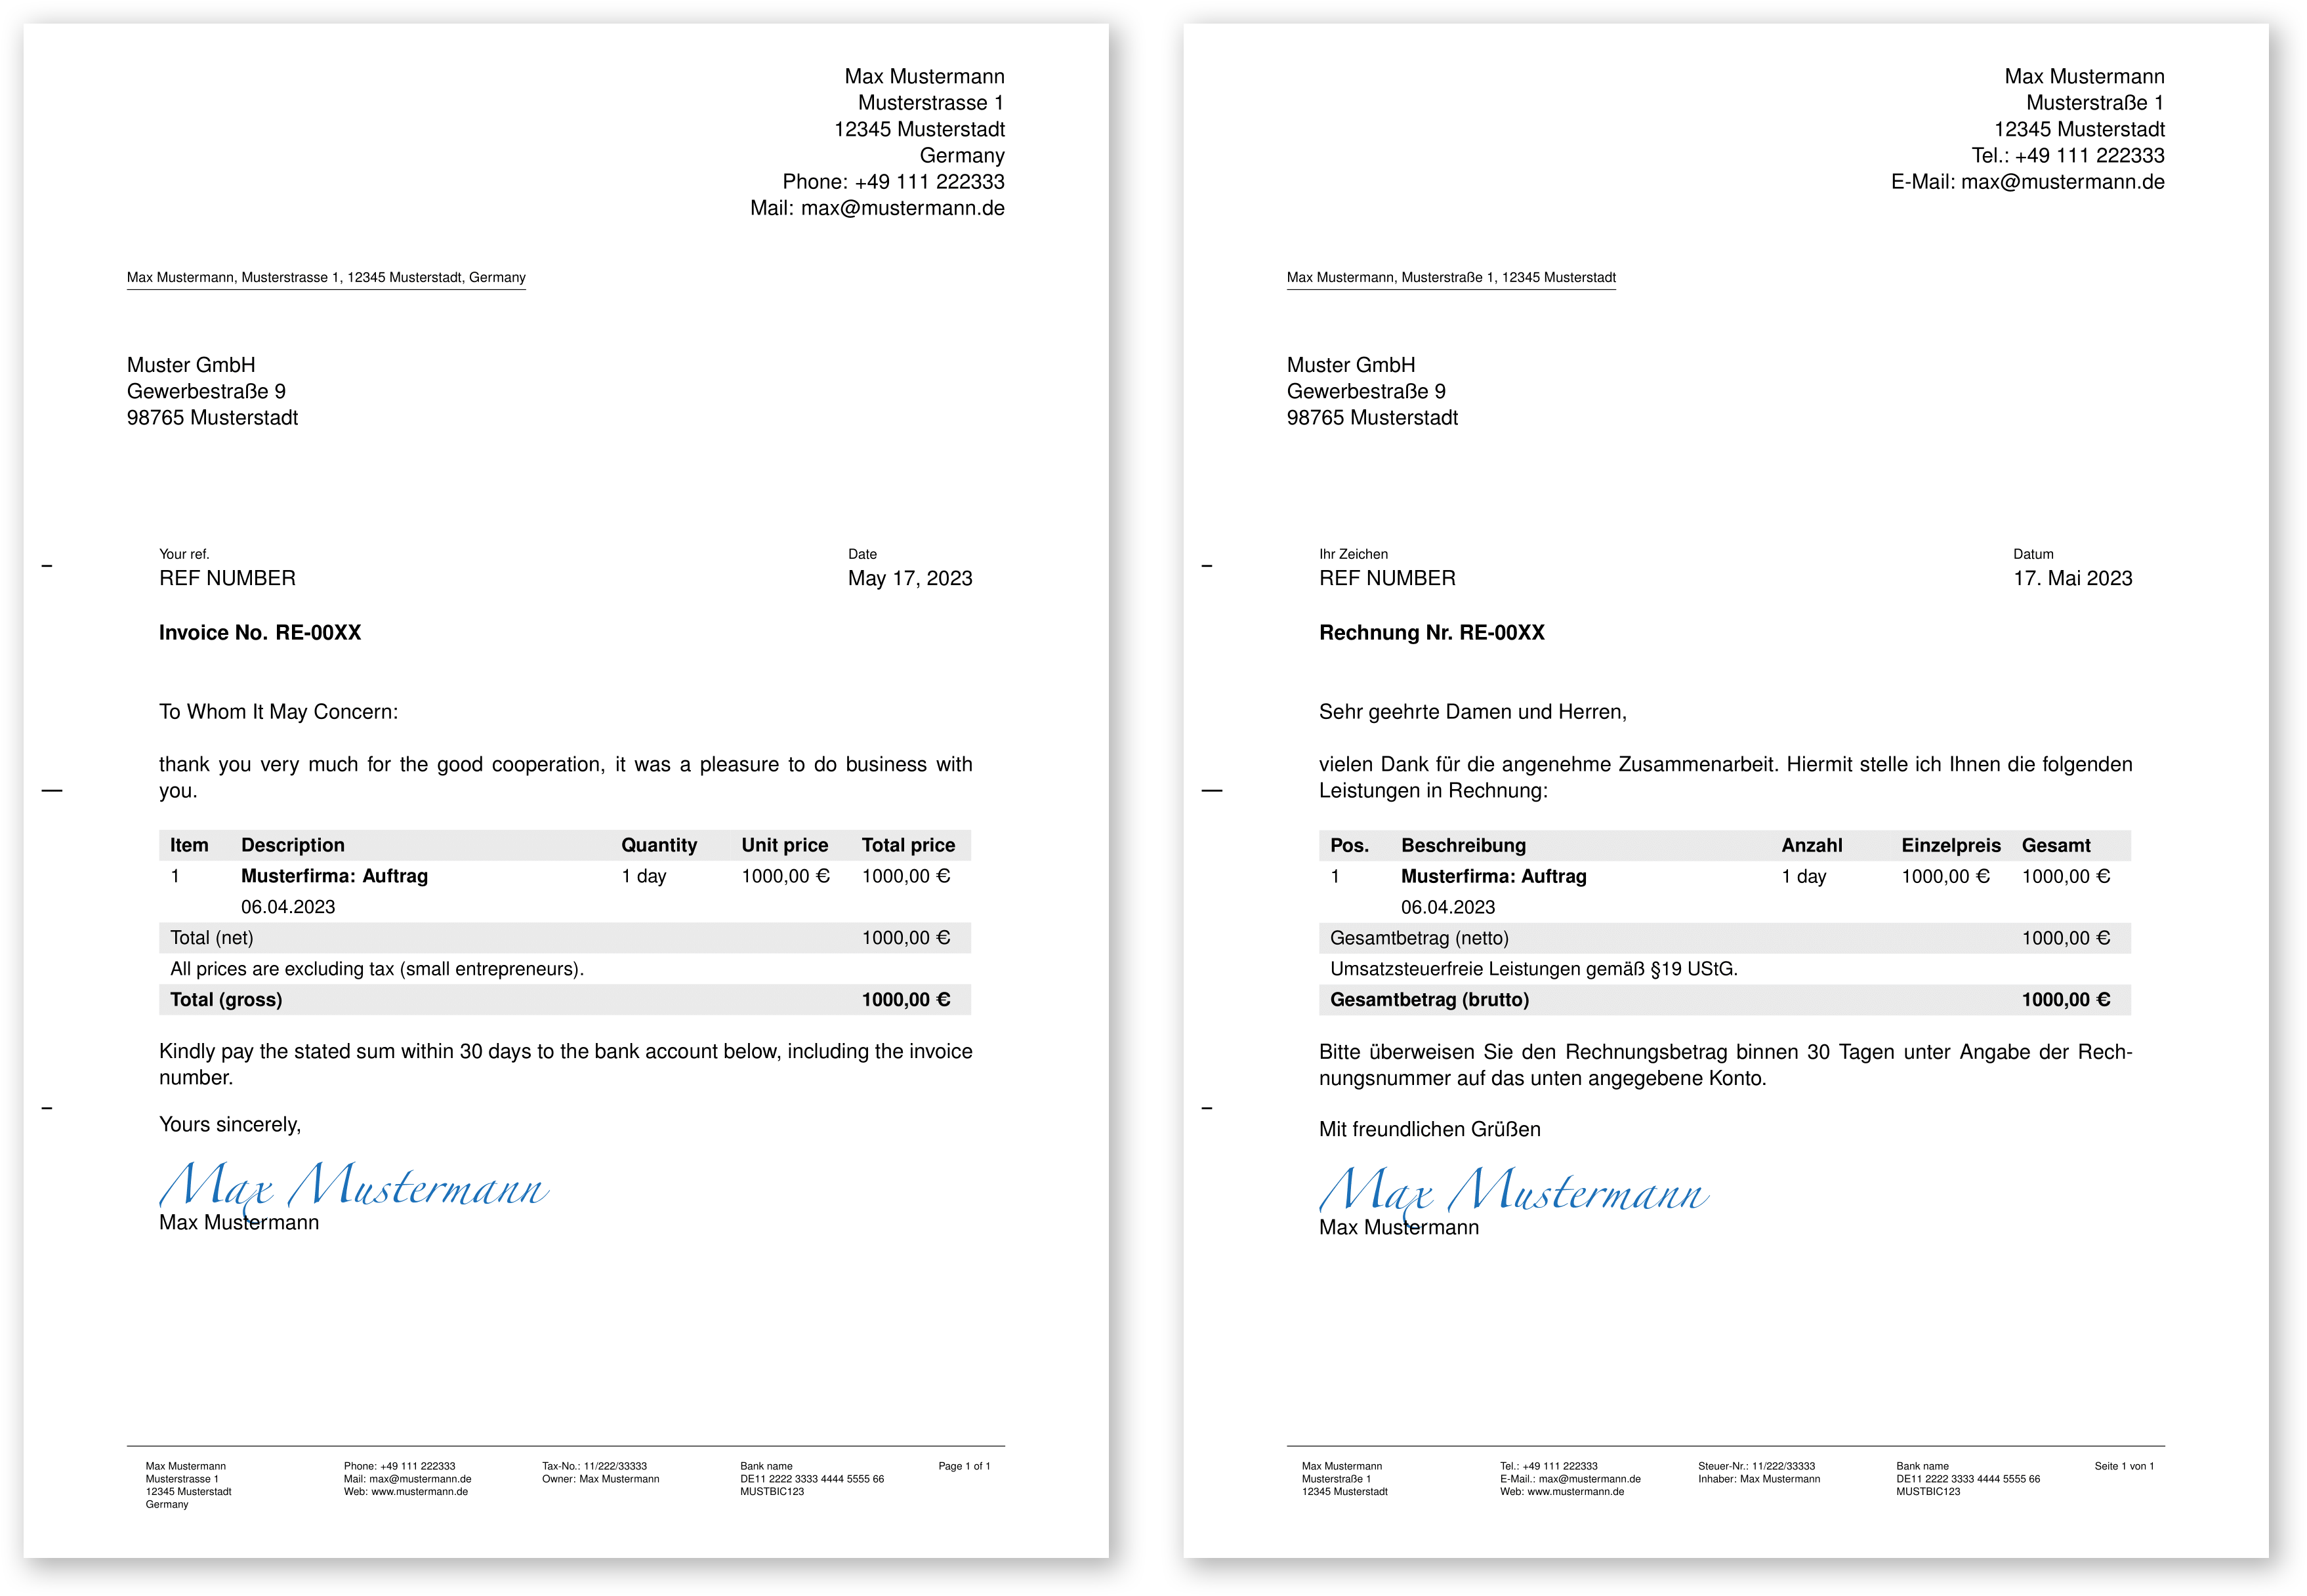 Max Mustermann
Musterstrasse 1
12345 Musterstadt
Germany
Phone: +49 111 222333
Mail: max@mustermann.de
Max Mustermann, Musterstrasse 1, 12345 Musterstadt, Germany
Muster GmbH
Gewerbestraße 9
98765 Musterstadt
Your ref. Date
REF NUMBER May 17, 2023
Invoice No. RE-00XX
To Whom It May Concern:
thank you very much for the good cooperation, it was a pleasure to do business with
you.
Item Description Quantity Unit price Total price
1 Musterfirma: Auftrag 1 day 1000,00 € 1000,00 €
06.04.2023
Total (net) 1000,00 €
All prices are excluding tax (small entrepreneurs).
Total (gross) 1000,00 €
Kindly pay the stated sum within 30 days to the bank account below, including the invoice
number.
Yours sincerely,
Max Mustermann
Max Mustermann
Max Mustermann Phone: +49 111 222333 Tax-No.: 11/222/33333 Bank name Page 1 of 1
Musterstrasse 1 Mail: max@mustermann.de Owner: Max Mustermann DE11 2222 3333 4444 5555 66
12345 Musterstadt Web: www.mustermann.de MUSTBIC123
Germany
Max Mustermann
Musterstraße 1
12345 Musterstadt
Tel.: +49 111 222333
E-Mail: max@mustermann.de
Max Mustermann, Musterstraße 1, 12345 Musterstadt
Muster GmbH
Gewerbestraße 9
98765 Musterstadt
Ihr Zeichen Datum
REF NUMBER 17. Mai 2023
Rechnung Nr. RE-00XX
Sehr geehrte Damen und Herren,
vielen Dank für die angenehme Zusammenarbeit. Hiermit stelle ich Ihnen die folgenden
Leistungen in Rechnung:
Pos. Beschreibung Anzahl Einzelpreis Gesamt
1 Musterfirma: Auftrag 1 day 1000,00 € 1000,00 €
06.04.2023
Gesamtbetrag (netto) 1000,00 €
Umsatzsteuerfreie Leistungen gemäß §19 UStG.
Gesamtbetrag (brutto) 1000,00 €
Bitte überweisen Sie den Rechnungsbetrag binnen 30 Tagen unter Angabe der Rech-
nungsnummer auf das unten angegebene Konto.
Mit freundlichen Grüßen
Max Mustermann
Max Mustermann
Max Mustermann Tel.: +49 111 222333 Steuer-Nr.: 11/222/33333 Bank name Seite 1 von 1
Musterstraße 1 E-Mail.: max@mustermann.de Inhaber: Max Mustermann DE11 2222 3333 4444 5555 66
12345 Musterstadt Web: www.mustermann.de MUSTBIC123